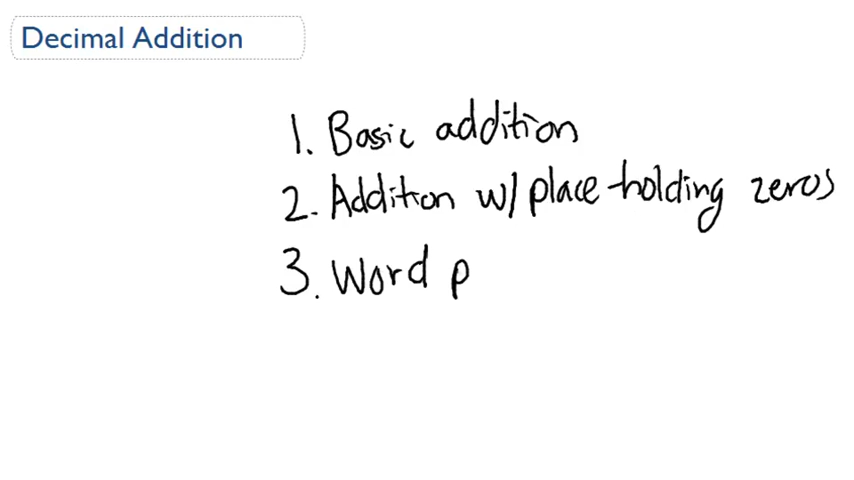 Decimal Addition
1. Basic addition
2. Addition w/ place holding zeros
3. Word p